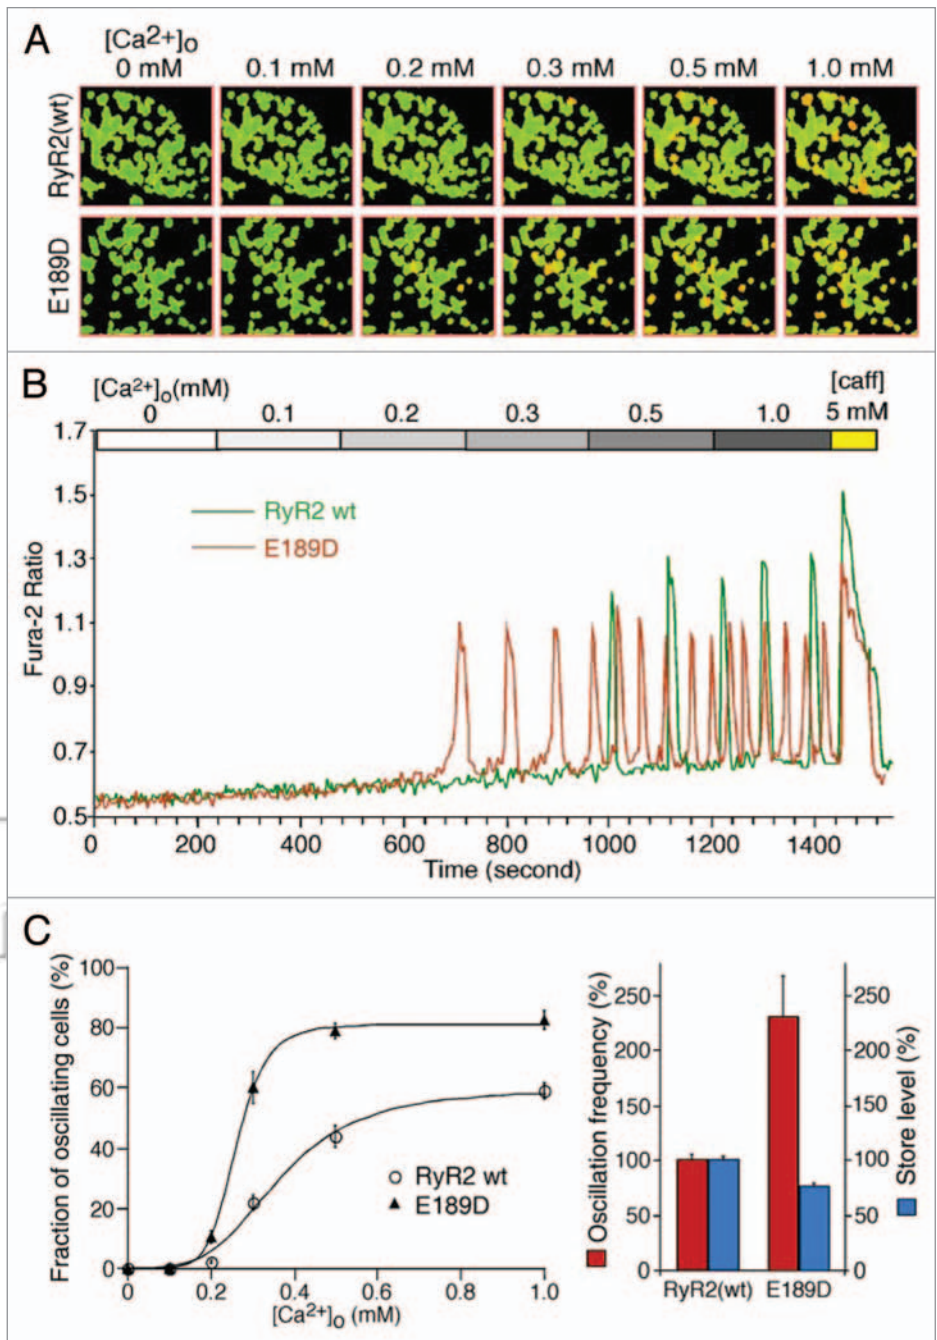 A
[Ca2+]o
0 mM 0.1 mM 0.2 mM 0.3 mM 0.5 mM 1.0 mM
RyR2(wt)
E189D
B
[Ca2+]o(mM) [caff]
0 0.1 0.2 0.3 0.5 1.0 5 mM
1.7
1.5
1.3
1.1
0.9
0.7
0.5
Fura-2 Ratio
RyR2 wt
E189D
0 200 400 600 800 1000 1200 1400
Time (second)
C
Fraction of oscillating cells (%)
100
80
60
40
20
0
RyR2 wt
E189D
0 0.2 0.4 0.6 0.8 1.0
[Ca2+]o (mM)
Oscillation frequency (%)
250
200
150
100
50
0
250
200
150
100
50
0
Store level (%)
RyR2(wt) E189D